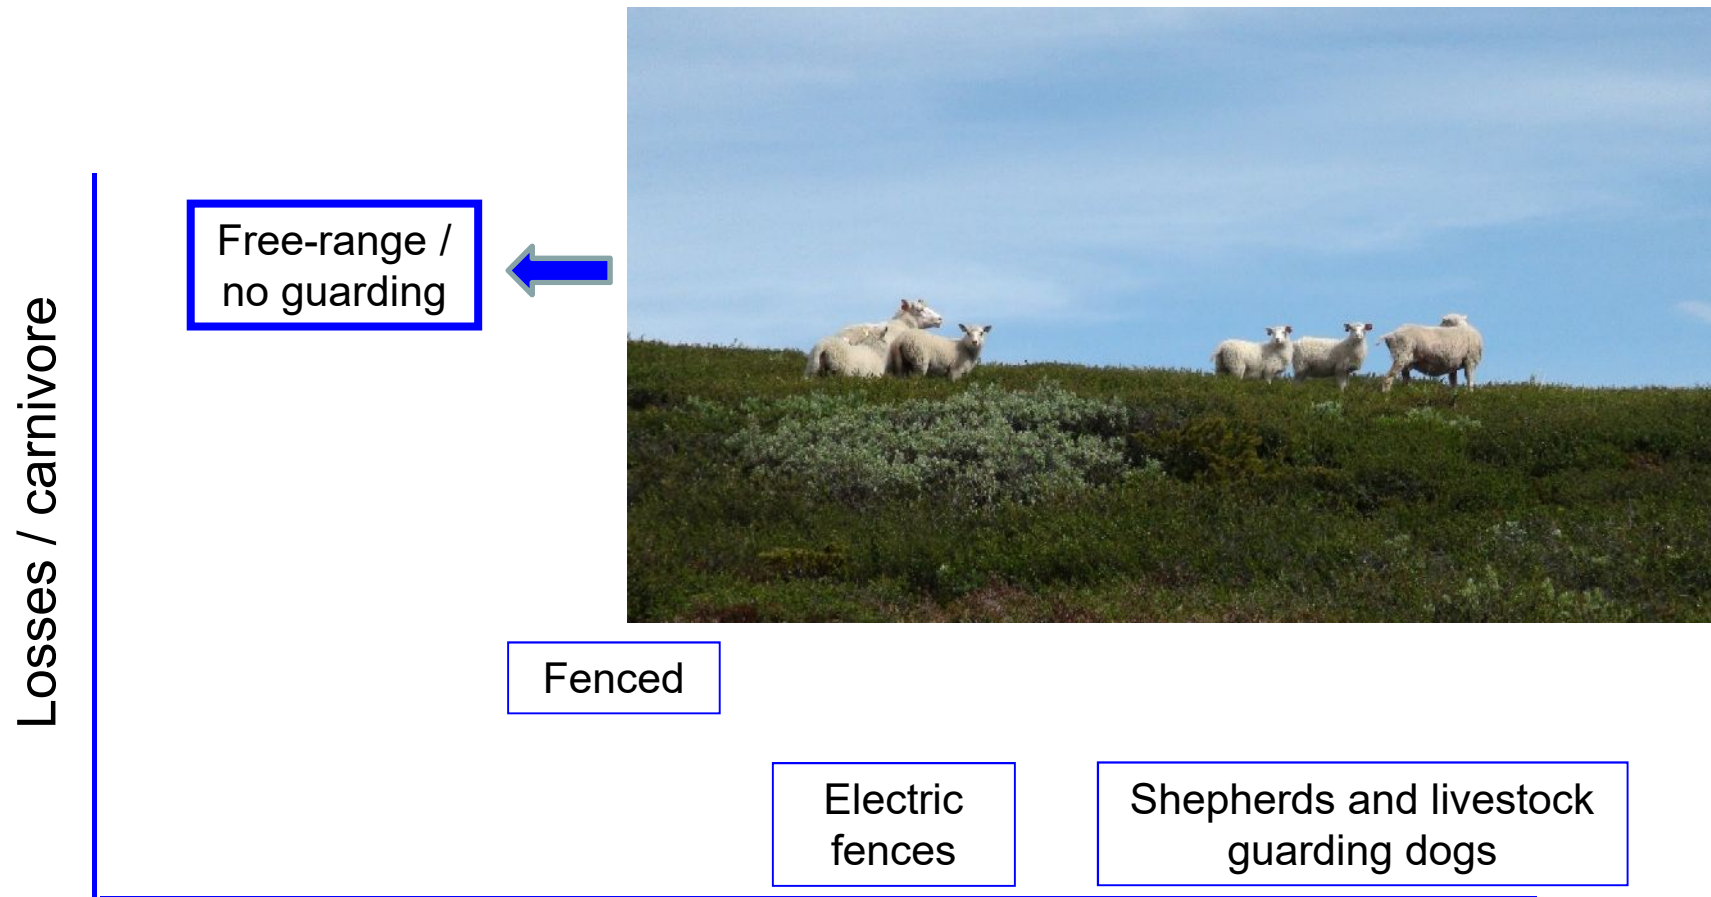 Losses / carnivore
Free-range /
no guarding
Fenced
Electric
fences
Shepherds and livestock
guarding dogs